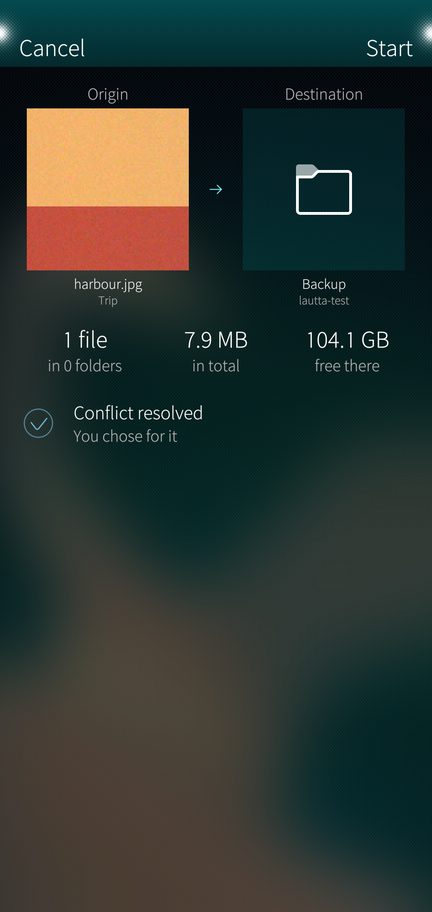 Cancel
Start
Origin
Destination
harbour.jpg
Trip
Backup
lautta-test
1 file
in 0 folders
7.9 MB
in total
104.1 GB
free there
Conflict resolved
You chose for it